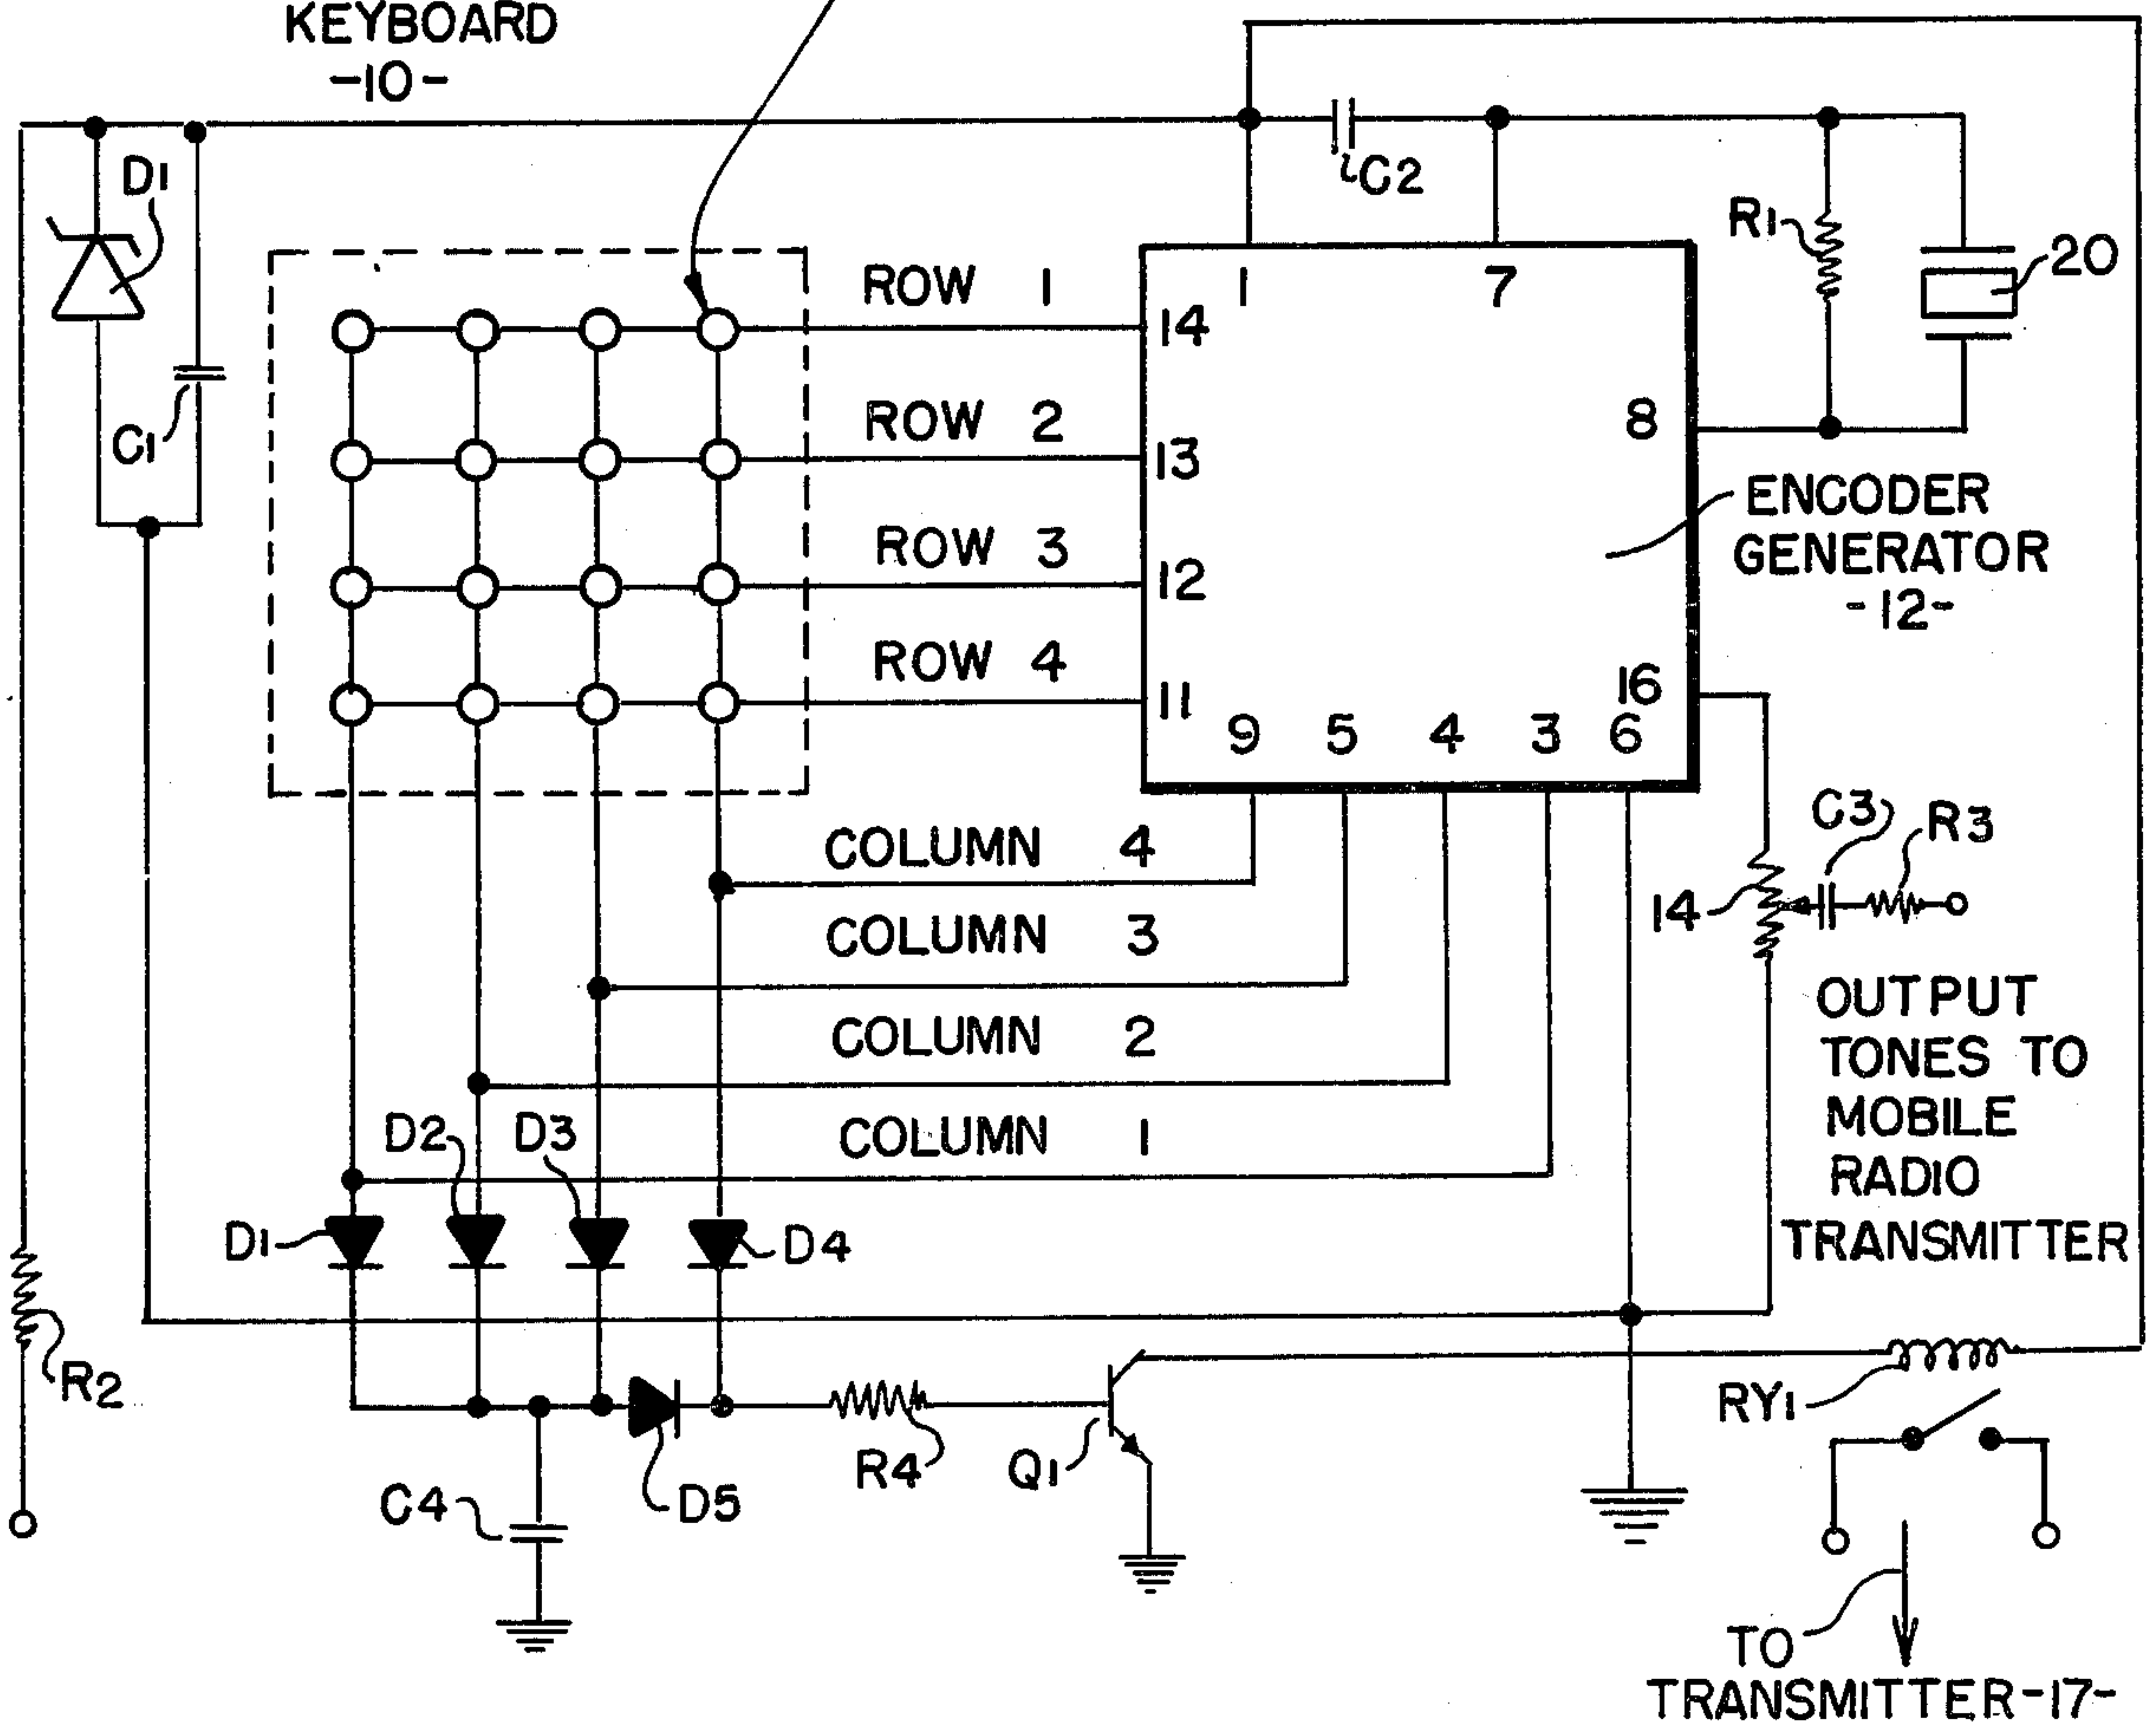 KEYBOARD
-10-
D1
C2
R1
20
ROW 1
1
7
14
C1
ROW 2
8
13
ENCODER
GENERATOR
-12-
ROW 3
12
ROW 4
16
11
9 5 4 3 6
C3
R3
COLUMN 4
14
COLUMN 3
OUTPUT
TONES TO
MOBILE
RADIO
TRANSMITTER
COLUMN 2
D2
D3
COLUMN 1
D1
D4
R2
RY1
R4
Q1
C4
D5
TO
TRANSMITTER-17-